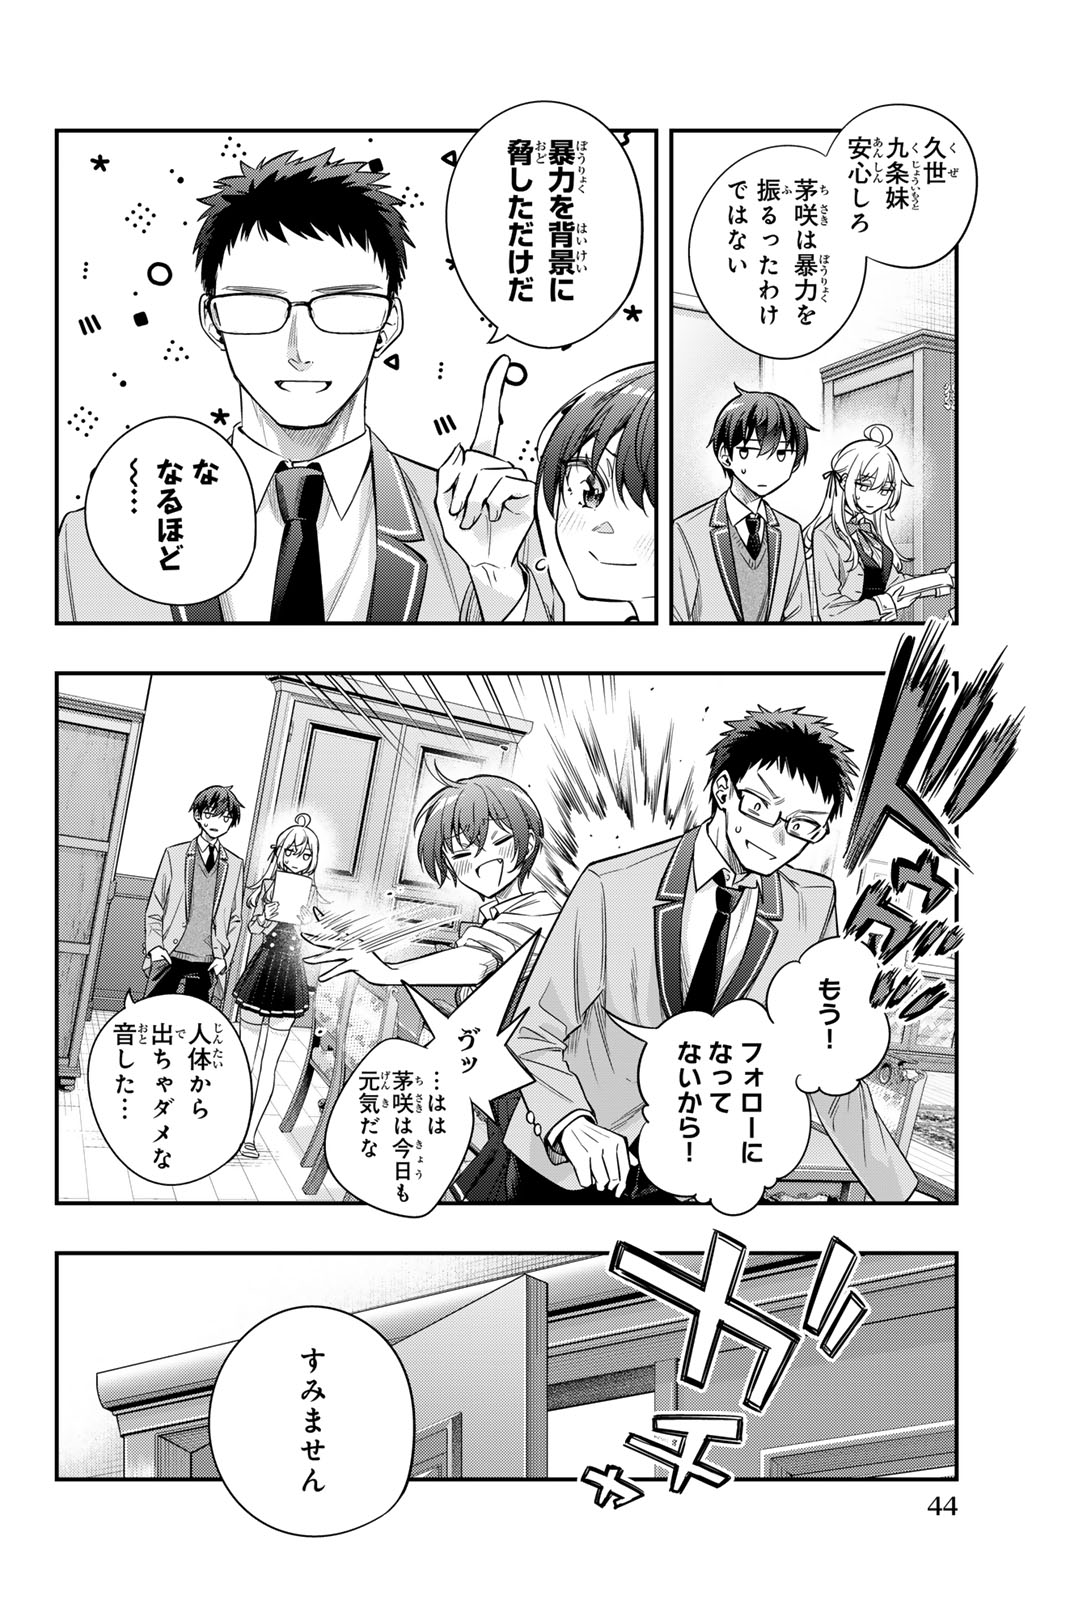 久世
九条妹
安心しろ
茅咲は暴力を
振るったわけ
ではない
暴力を背景に
脅しただけだ
な
なるほど
〜……
もう！
フォローに
なって
ないから！
ヴッ
…はは
茅咲は今日も
元気だな
人体から
出ちゃダメな
音した…
ガチャ
すみません
44